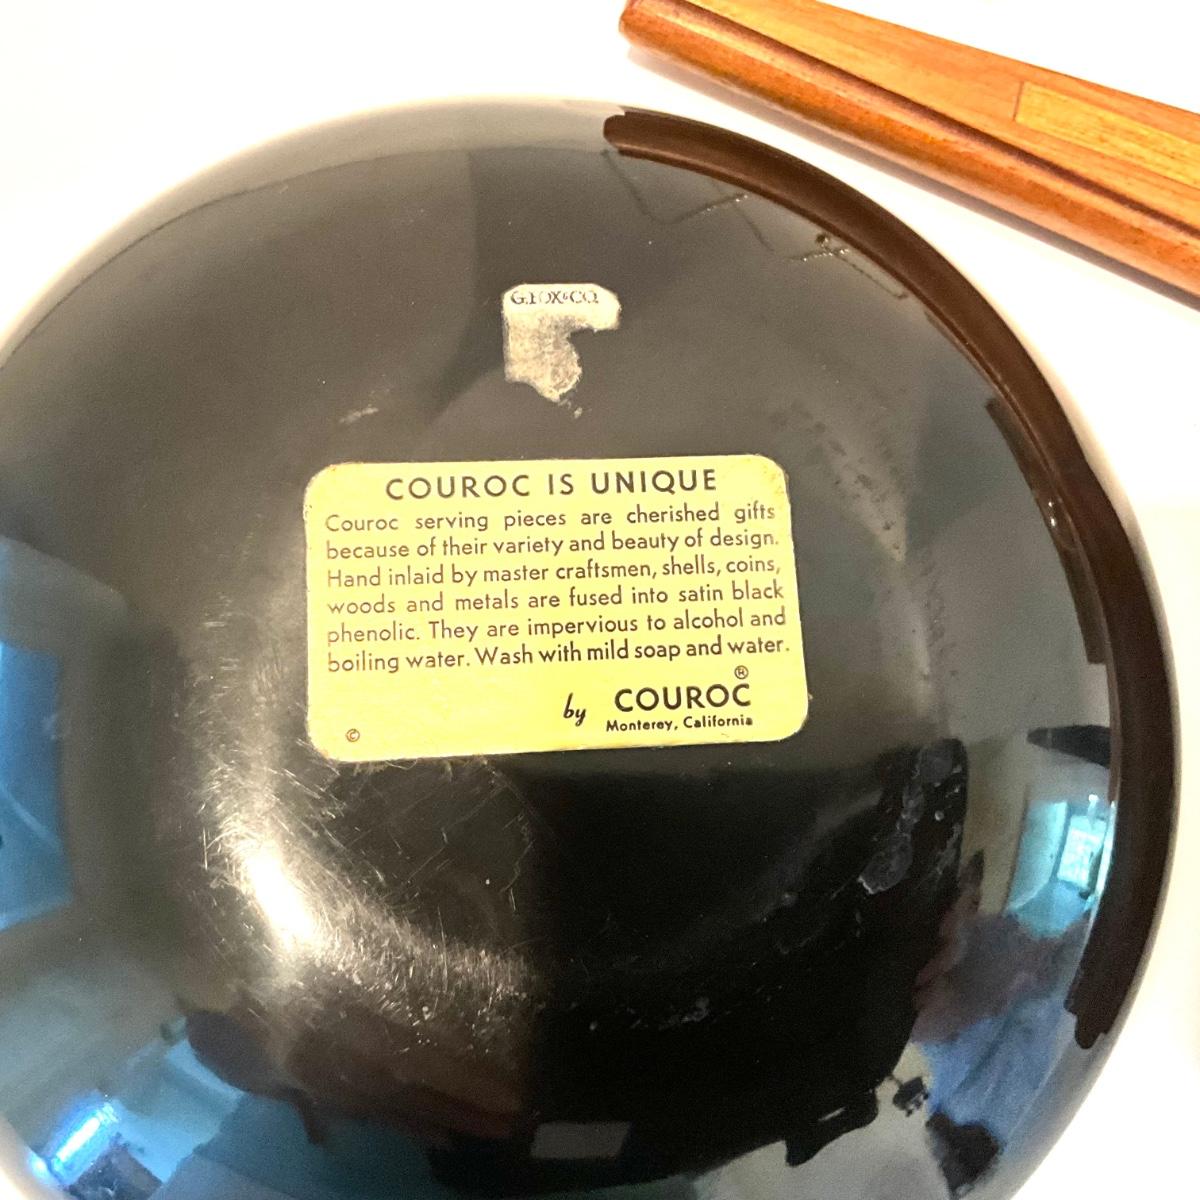 G.FOX&CO.
COUROC IS UNIQUE
Couroc serving pieces are cherished gifts
because of their variety and beauty of design.
Hand inlaid by master craftsmen, shells, coins,
woods and metals are fused into satin black
phenolic. They are impervious to alcohol and
boiling water. Wash with mild soap and water.
by COUROC®
Monterey, California
©